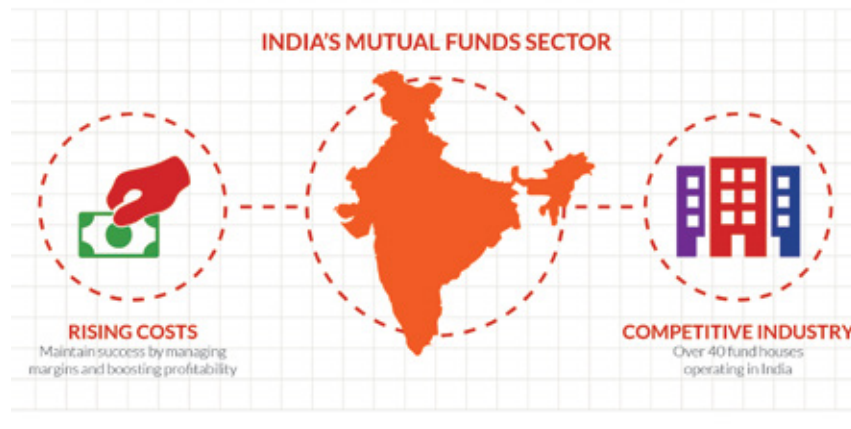 INDIA'S MUTUAL FUNDS SECTOR
RISING COSTS
Maintain success by managing
margins and boosting profitability
COMPETITIVE INDUSTRY
Over 40 fund houses
operating in India